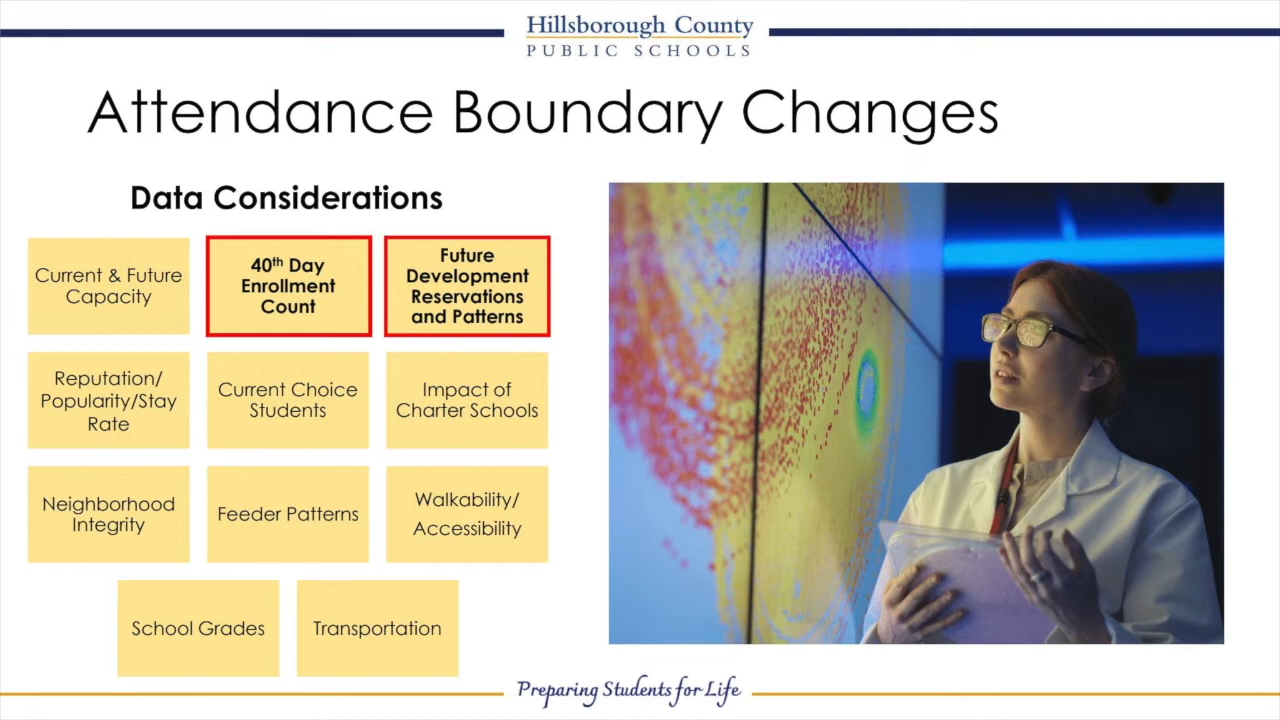 Hillsborough County
PUBLIC SCHOOLS
Attendance Boundary Changes
Data Considerations
Current & Future
Capacity
40th Day
Enrollment
Count
Future
Development
Reservations
and Patterns
Reputation/
Popularity/Stay
Rate
Current Choice
Students
Impact of
Charter Schools
Neighborhood
Integrity
Feeder Patterns
Walkability/
Accessibility
School Grades
Transportation
Preparing Students for Life